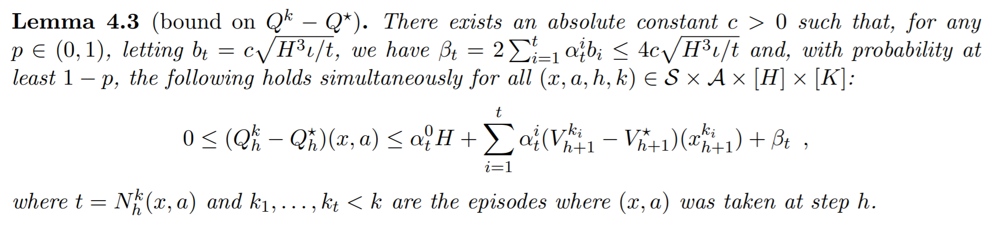 Lemma 4.3 (bound on $Q^k - Q^\star$). There exists an absolute constant $c > 0$ such that, for any
$p \in (0, 1)$, letting $b_t = c\sqrt{H^3\iota/t}$, we have $\beta_t = 2\sum_{i=1}^t \alpha_t^i b_i \leq 4c\sqrt{H^3\iota/t}$ and, with probability at
least $1 - p$, the following holds simultaneously for all $(x, a, h, k) \in \mathcal{S} \times \mathcal{A} \times [H] \times [K]$:
$0 \leq (Q_h^k - Q_h^\star)(x, a) \leq \alpha_t^0 H + \sum_{i=1}^t \alpha_t^i (V_{h+1}^{k_i} - V_{h+1}^\star)(x_{h+1}^{k_i}) + \beta_t$ ,
where $t = N_h^k(x, a)$ and $k_1, \ldots, k_t < k$ are the episodes where $(x, a)$ was taken at step $h$.